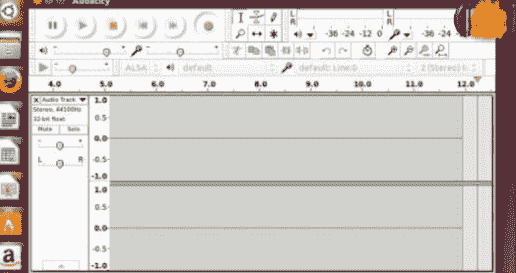 Audacity
L
R
-36 -24 -12 0
L
R
-36 -24
ALSA default default: Line:0 2 (Stereo)
4.0 5.0 6.0 7.0 8.0 9.0 10.0 11.0 12.0
X Audio Track 1.0
Stereo, 44100Hz
32-bit float 0.5
Mute Solo
- + 0.0
L R -0.5
-1.0
1.0
0.5
0.0
-0.5
-1.0